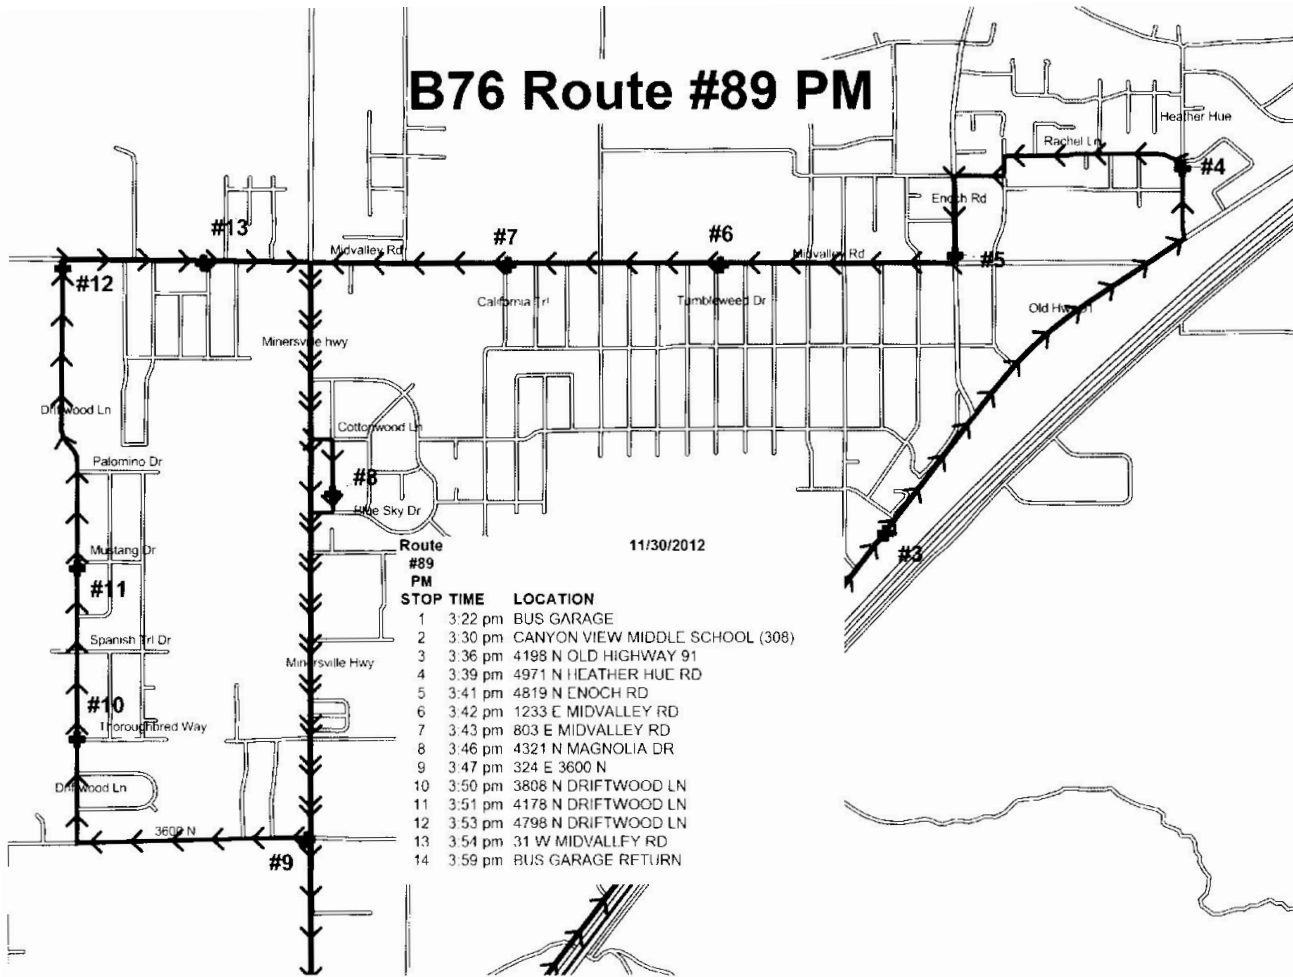 B76 Route #89 PM
Heather Hue
Rachel Ln
#4
Enoch Rd
#13
Midvalley Rd
#7
#6
Midvalley Rd
#5
#12
California Trl
Tumbleweed Dr
Old Hwy 91
Minersville hwy
Driftwood Ln
Cottonwood Ln
Palomino Dr
#8
Blue Sky Dr
#3
Mustang Dr
#11
Spanish Trl Dr
Minersville Hwy
#10
Thoroughbred Way
Driftwood Ln
3600 N
#9
Route 11/30/2012
#89
PM
STOP TIME LOCATION
1 3:22 pm BUS GARAGE
2 3:30 pm CANYON VIEW MIDDLE SCHOOL (308)
3 3:36 pm 4198 N OLD HIGHWAY 91
4 3:39 pm 4971 N HEATHER HUE RD
5 3:41 pm 4819 N ENOCH RD
6 3:42 pm 1233 E MIDVALLEY RD
7 3:43 pm 803 E MIDVALLEY RD
8 3:46 pm 4321 N MAGNOLIA DR
9 3:47 pm 324 E 3600 N
10 3:50 pm 3808 N DRIFTWOOD LN
11 3:51 pm 4178 N DRIFTWOOD LN
12 3:53 pm 4798 N DRIFTWOOD LN
13 3:54 pm 31 W MIDVALLEY RD
14 3:59 pm BUS GARAGE RETURN